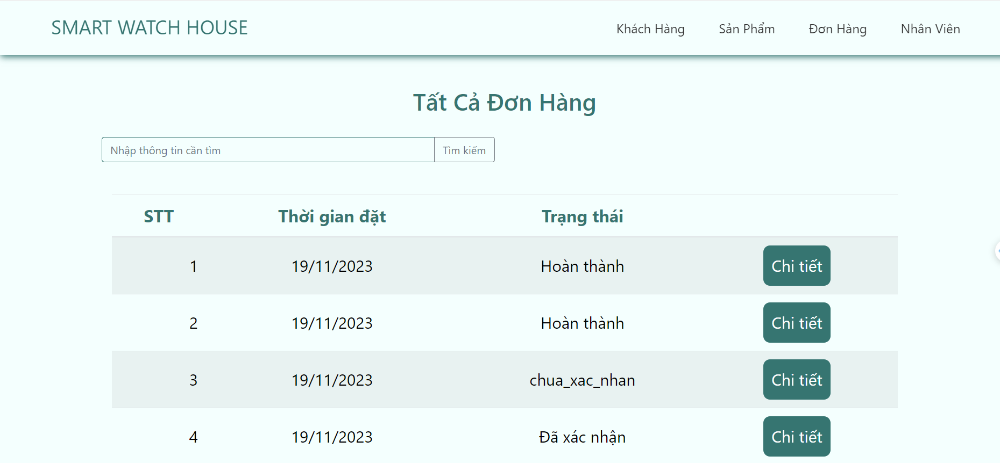 SMART WATCH HOUSE Khách Hàng Sản Phẩm Đơn Hàng Nhân Viên
Tất Cả Đơn Hàng
Nhập thông tin cần tìm Tìm kiếm
STT Thời gian đặt Trạng thái
1 19/11/2023 Hoàn thành Chi tiết
2 19/11/2023 Hoàn thành Chi tiết
3 19/11/2023 chua_xac_nhan Chi tiết
4 19/11/2023 Đã xác nhận Chi tiết